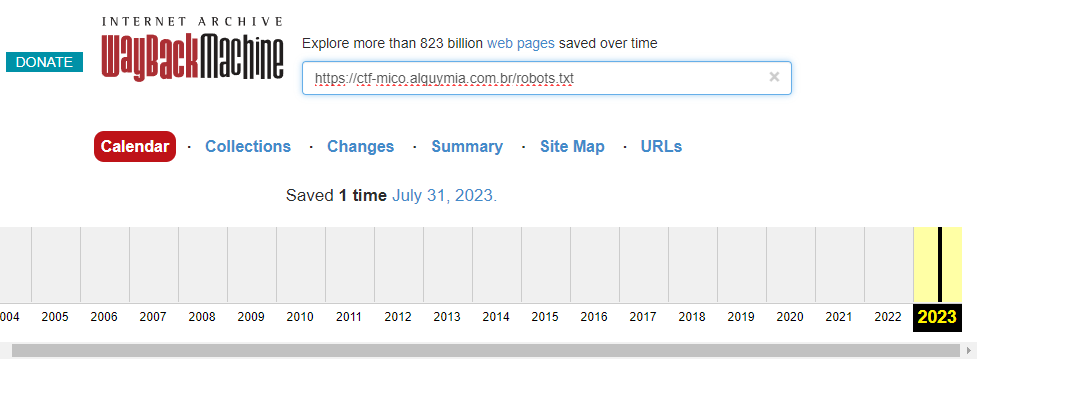 INTERNET ARCHIVE
DONATE
WayBackMachine
Explore more than 823 billion web pages saved over time
https://ctf-mico.alquymia.com.br/robots.txt ×
Calendar · Collections · Changes · Summary · Site Map · URLs
Saved 1 time July 31, 2023.
004 2005 2006 2007 2008 2009 2010 2011 2012 2013 2014 2015 2016 2017 2018 2019 2020 2021 2022 2023